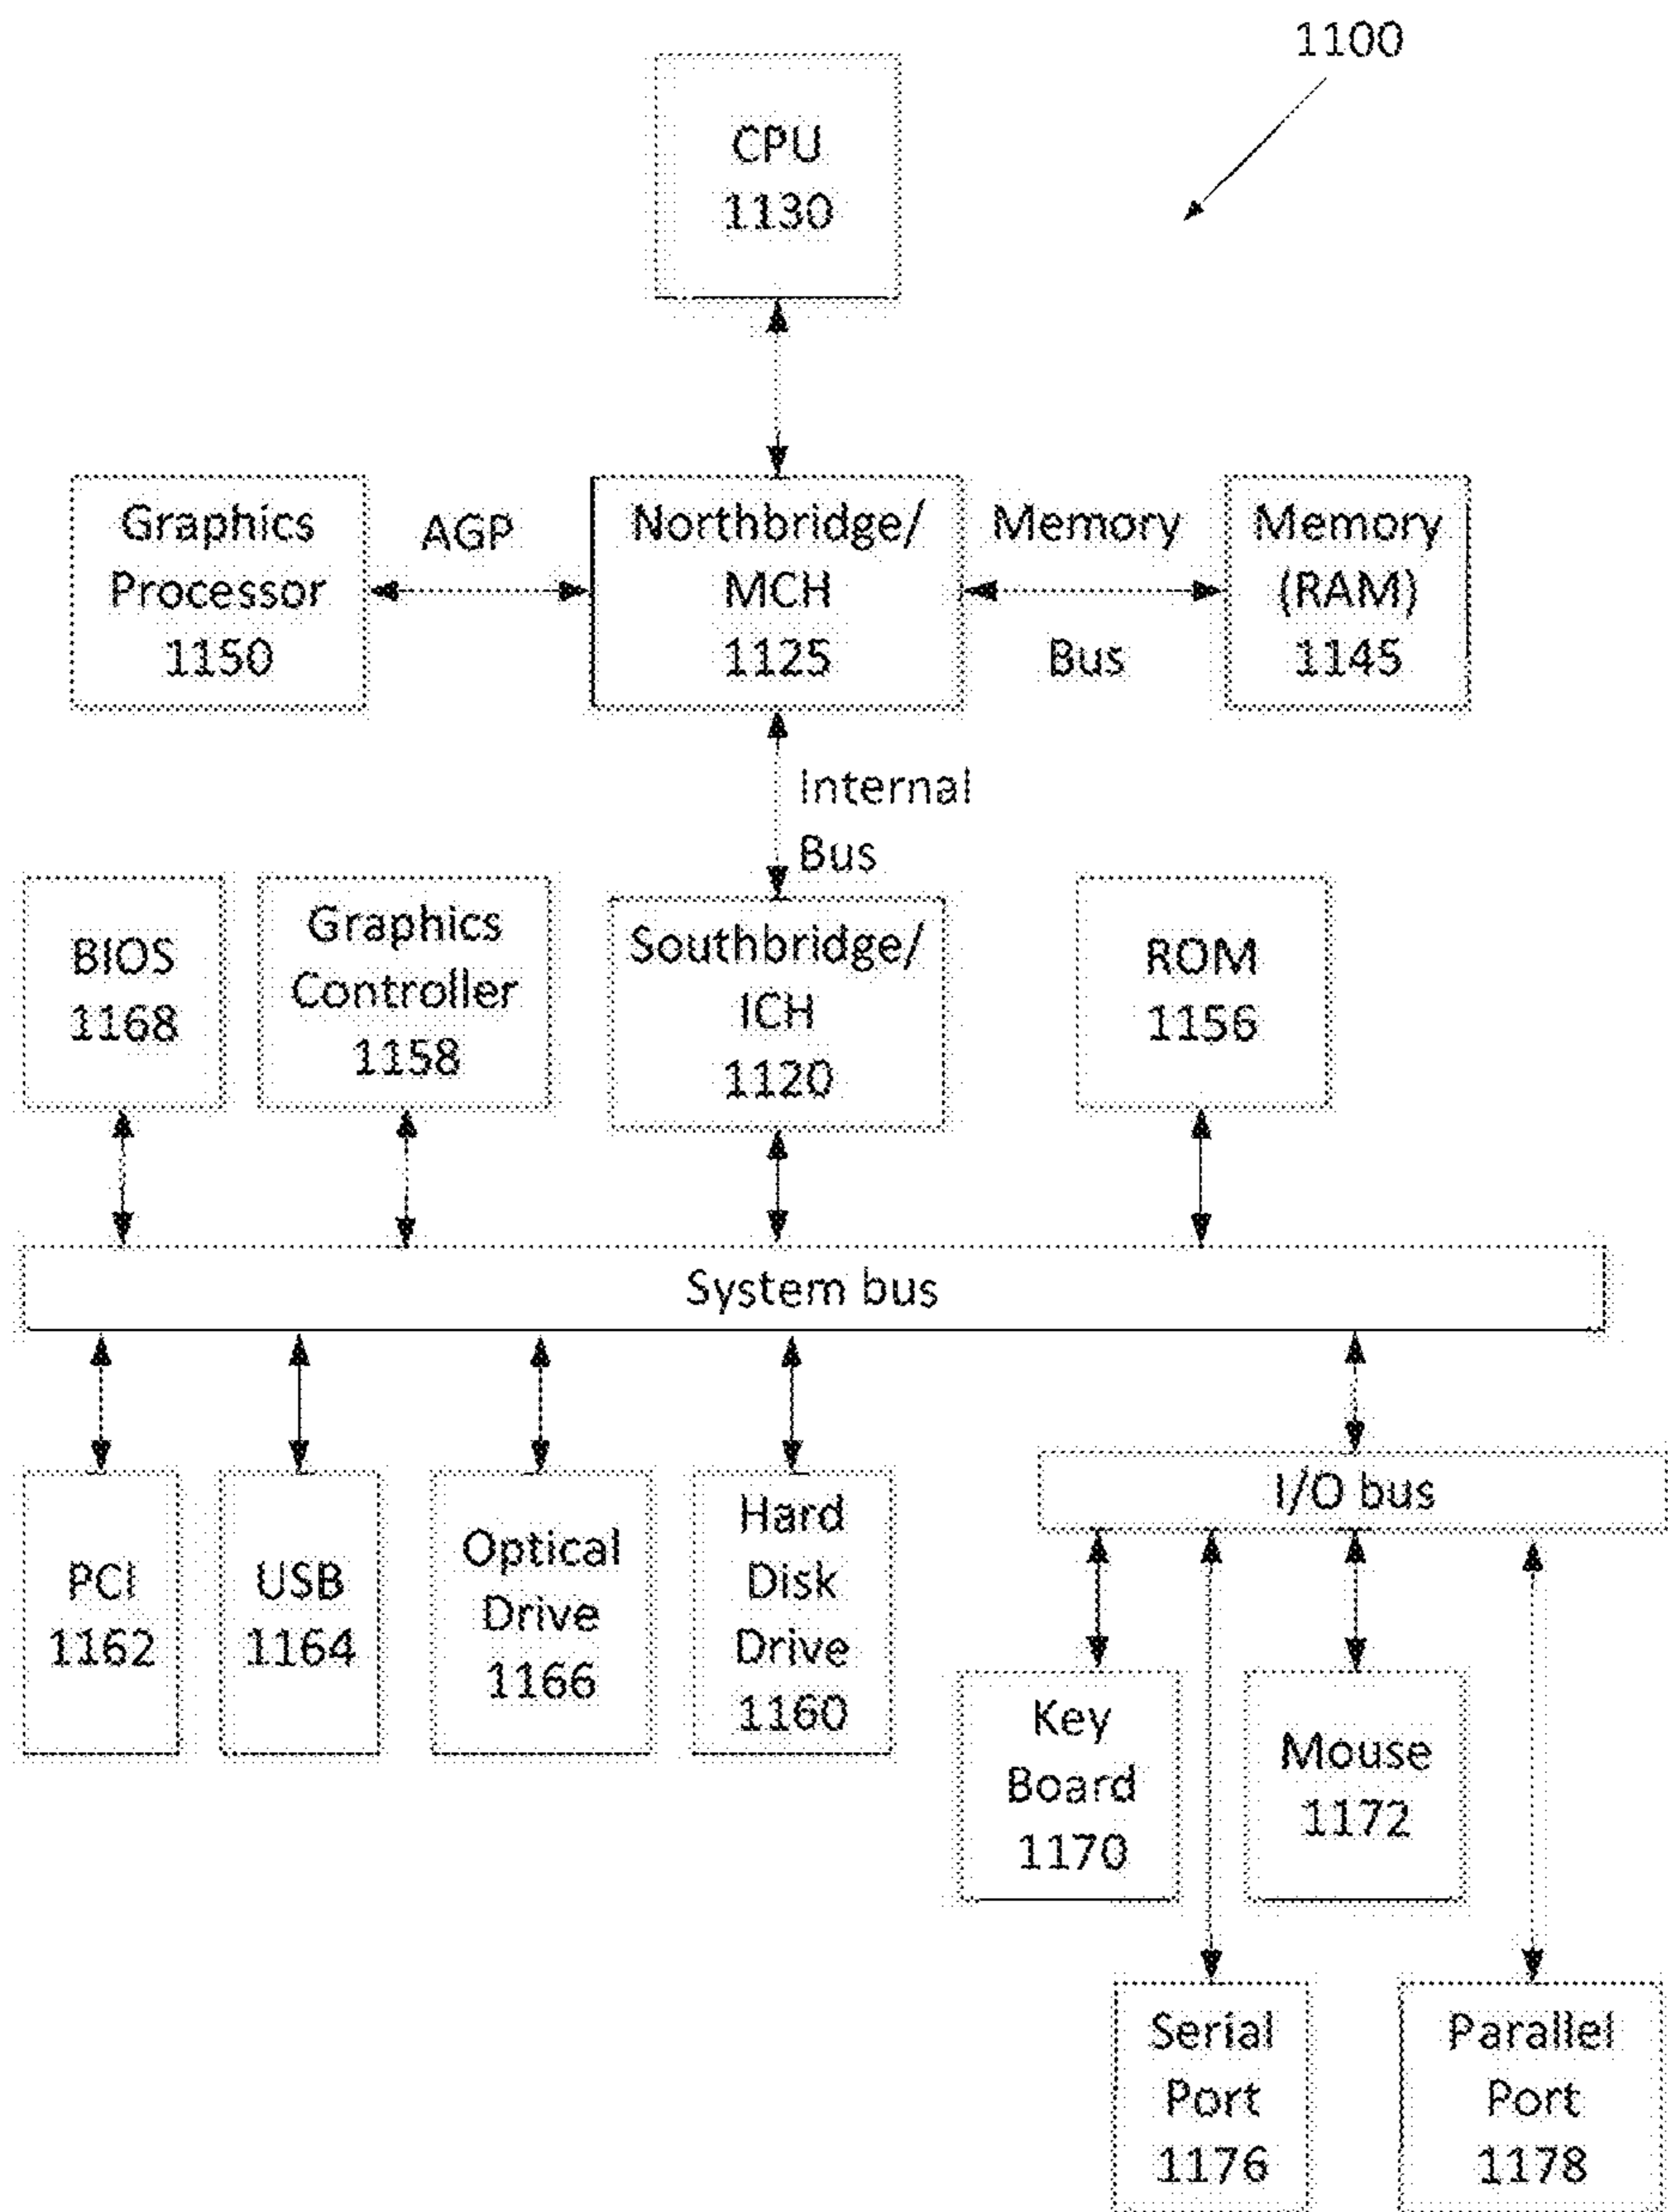 1100
CPU
1130
Graphics
Processor
1150
AGP
Northbridge/
MCH
1125
Memory
Bus
Memory
(RAM)
1145
Internal
Bus
BIOS
1168
Graphics
Controller
1158
Southbridge/
ICH
1120
ROM
1156
System bus
PCI
1162
USB
1164
Optical
Drive
1166
Hard
Disk
Drive
1160
I/O bus
Key
Board
1170
Mouse
1172
Serial
Port
1176
Parallel
Port
1178